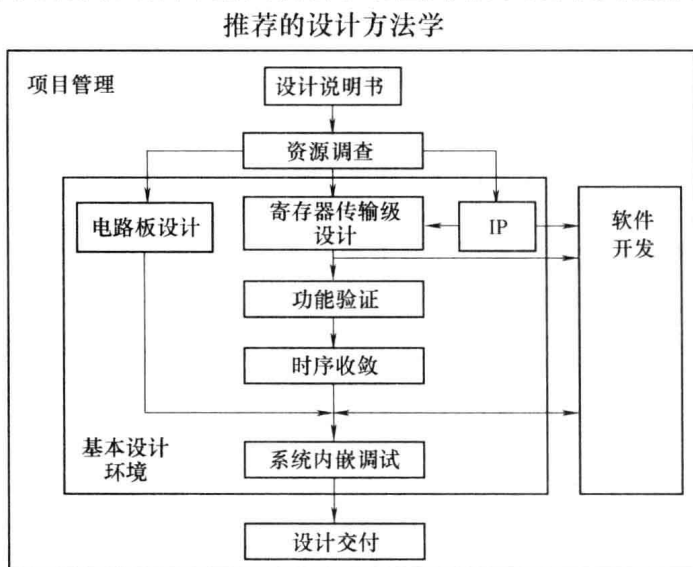 推荐的设计方法学
项目管理
设计说明书
资源调查
电路板设计
寄存器传输级
设计
IP
软件
开发
功能验证
时序收敛
基本设计
环境
系统内嵌调试
设计交付